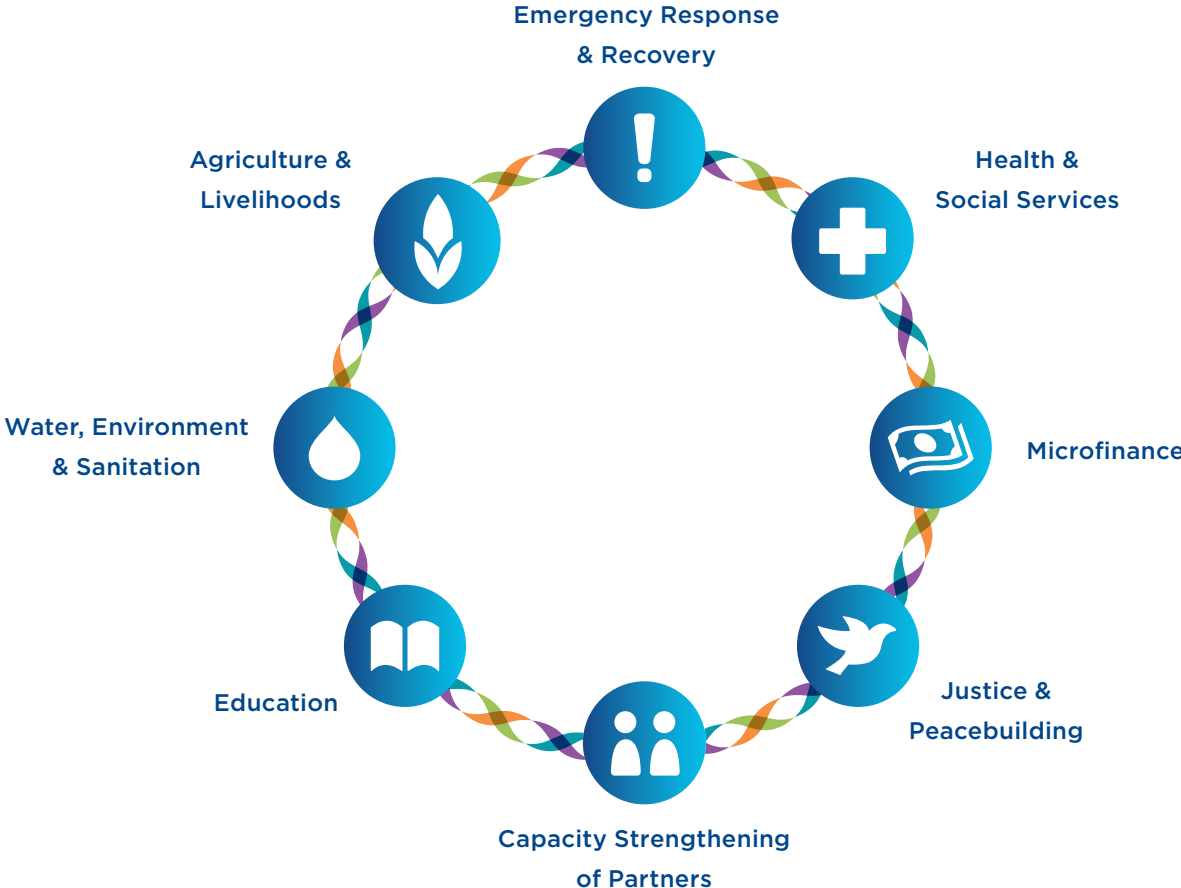 Emergency Response
& Recovery
Agriculture &
Livelihoods
Health &
Social Services
Water, Environment
& Sanitation
Microfinance
Education
Justice &
Peacebuilding
Capacity Strengthening
of Partners